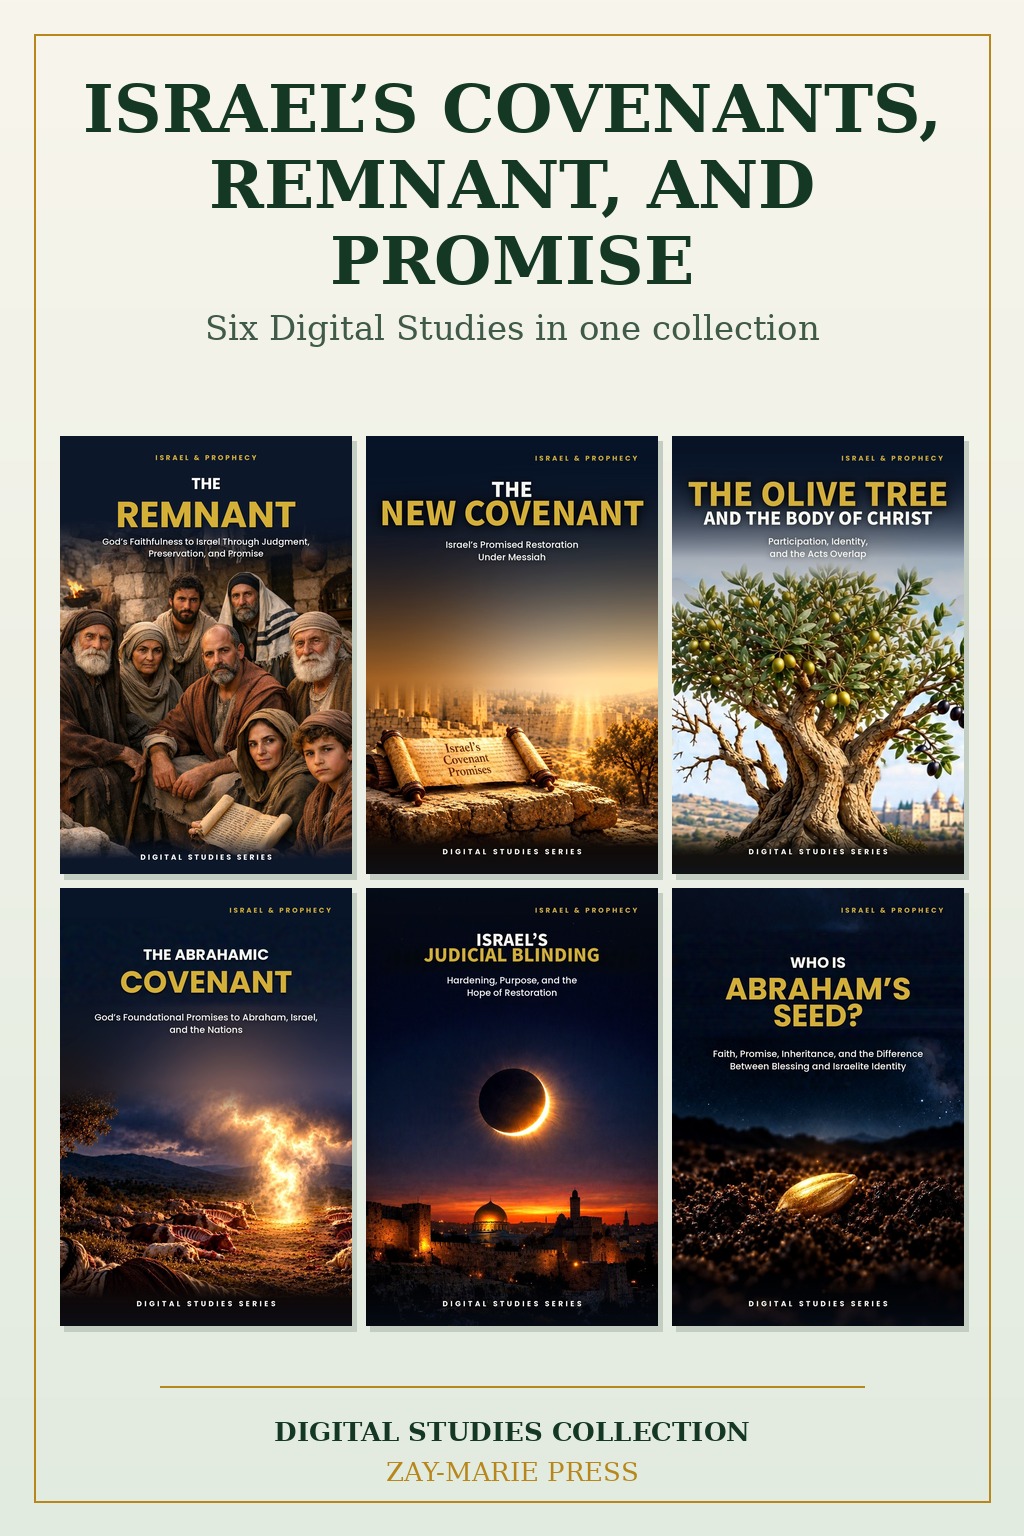 ISRAEL’S COVENANTS,
REMNANT, AND
PROMISE
Six Digital Studies in one collection
ISRAEL & PROPHECY
THE
REMNANT
God’s Faithfulness to Israel Through Judgment,
Preservation, and Promise
DIGITAL STUDIES SERIES
ISRAEL & PROPHECY
THE
NEW COVENANT
Israel’s Promised Restoration
Under Messiah
Israel’s
Covenant
Promises
DIGITAL STUDIES SERIES
ISRAEL & PROPHECY
THE OLIVE TREE
AND THE BODY OF CHRIST
Participation, Identity,
and the Acts Overlap
DIGITAL STUDIES SERIES
ISRAEL & PROPHECY
THE ABRAHAMIC
COVENANT
God’s Foundational Promises to Abraham, Israel,
and the Nations
DIGITAL STUDIES SERIES
ISRAEL & PROPHECY
ISRAEL’S
JUDICIAL BLINDING
Hardening, Purpose, and the
Hope of Restoration
DIGITAL STUDIES SERIES
ISRAEL & PROPHECY
WHO IS
ABRAHAM’S
SEED?
Faith, Promise, Inheritance, and the Difference
Between Blessing and Israelite Identity
DIGITAL STUDIES SERIES
DIGITAL STUDIES COLLECTION
ZAY-MARIE PRESS